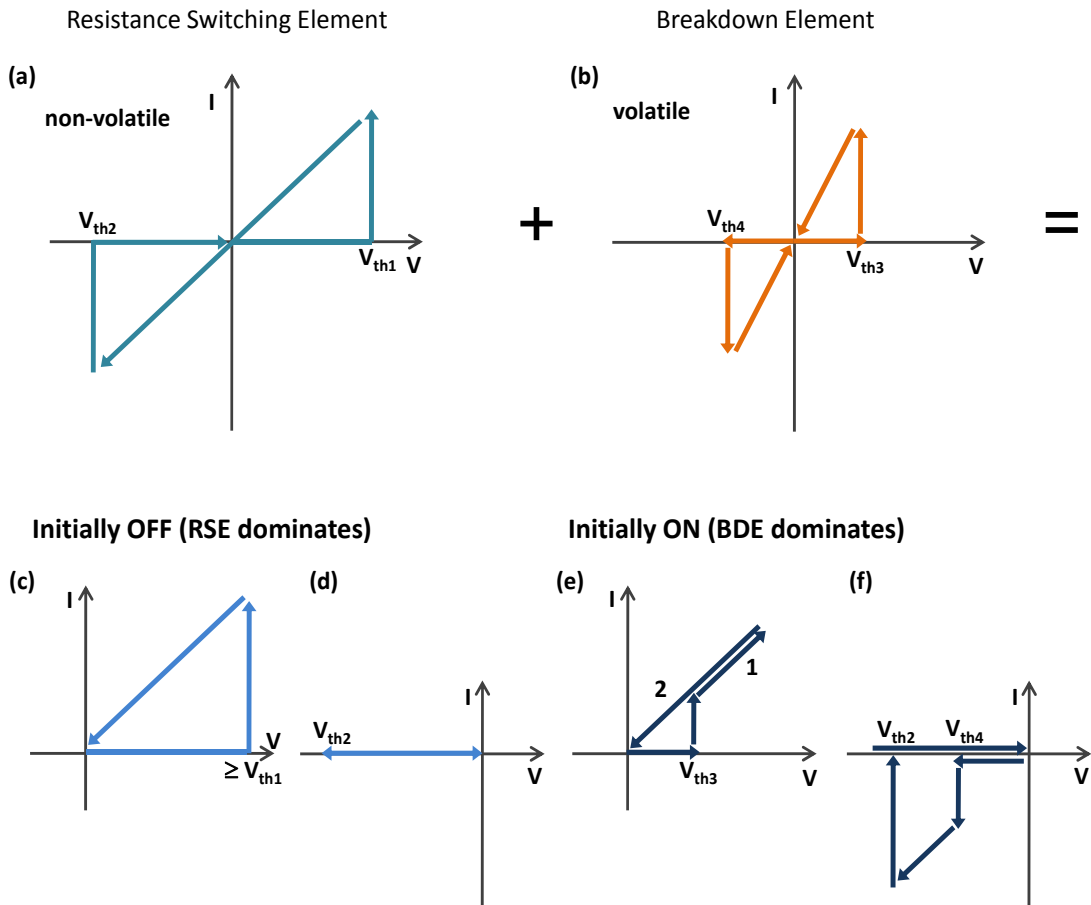 Resistance Switching Element
Breakdown Element
(a)
I
non-volatile
V_th2
V_th1
V
+
(b)
I
volatile
V_th4
V_th3
V
=
Initially OFF (RSE dominates)
Initially ON (BDE dominates)
(c)
I
V
≥ V_th1
(d)
I
V_th2
V
(e)
I
1
2
V_th3
V
(f)
I
V_th2
V_th4
V